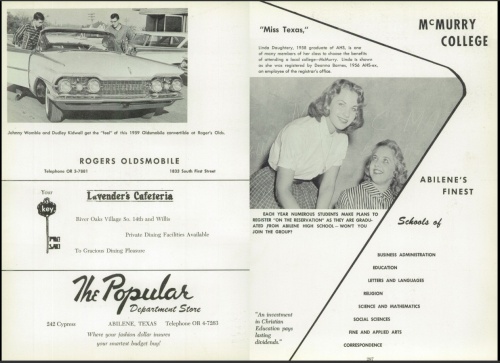 Johnny Womble and Dudley Kidwell get the "feel" of this 1959 Oldsmobile convertible at Roger's Olds.
ROGERS OLDSMOBILE
Telephone OR 3-7881 1835 South First Street
Your
key
Lavender's Cafeteria
River Oaks Village So. 14th and Willis
Private Dining Facilities Available
To Gracious Dining Pleasure
The Popular
Department Store
242 Cypress ABILENE, TEXAS Telephone OR 4-7283
Where your fashion dollar insures
your smartest budget buy!
"Miss Texas,"
Linda Daughtery, 1958 graduate of AHS, is one
of many members of her class to choose the benefits
of attending a local college—McMurry. Linda is shown
as she was registered by Deanna Barnes, 1956 AHS-ex,
an employee of the registrar's office.
McMURRY
COLLEGE
EACH YEAR NUMEROUS STUDENTS MAKE PLANS TO
REGISTER "ON THE RESERVATION" AS THEY ARE GRADU-
ATED FROM ABILENE HIGH SCHOOL — WON'T YOU
JOIN THE GROUP?
ABILENE'S
FINEST
Schools of
BUSINESS ADMINISTRATION
EDUCATION
LETTERS AND LANGUAGES
RELIGION
SCIENCE AND MATHEMATICS
SOCIAL SCIENCES
FINE AND APPLIED ARTS
CORRESPONDENCE
"An investment
in Christian
Education pays
lasting
dividends."